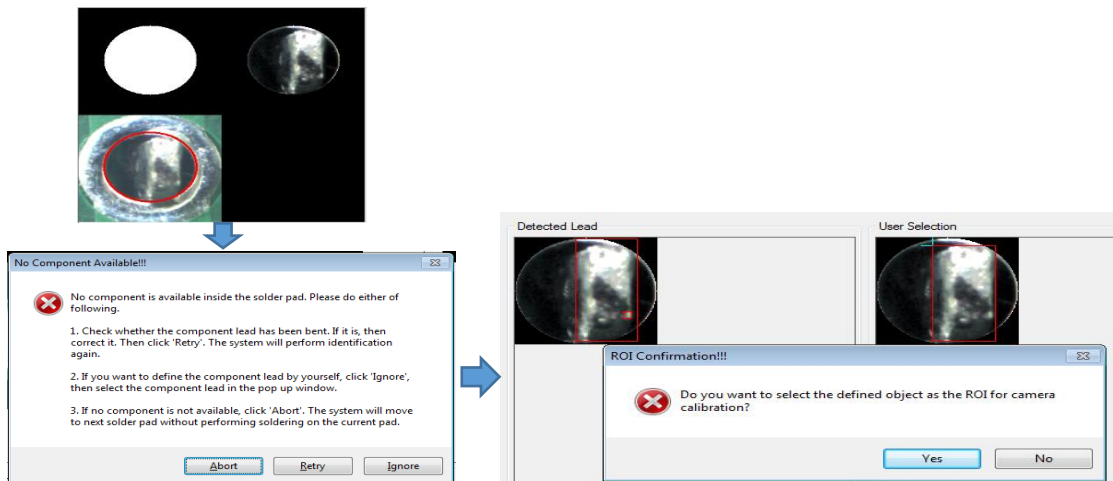 No Component Available!!!
No component is available inside the solder pad. Please do either of
following.
1. Check whether the component lead has been bent. If it is, then
correct it. Then click 'Retry'. The system will perform identification
again.
2. If you want to define the component lead by yourself, click 'Ignore',
then select the component lead in the pop up window.
3. If no component is not available, click 'Abort'. The system will move
to next solder pad without performing soldering on the current pad.
Abort Retry Ignore
Detected Lead
User Selection
ROI Confirmation!!!
Do you want to select the defined object as the ROI for camera
calibration?
Yes No